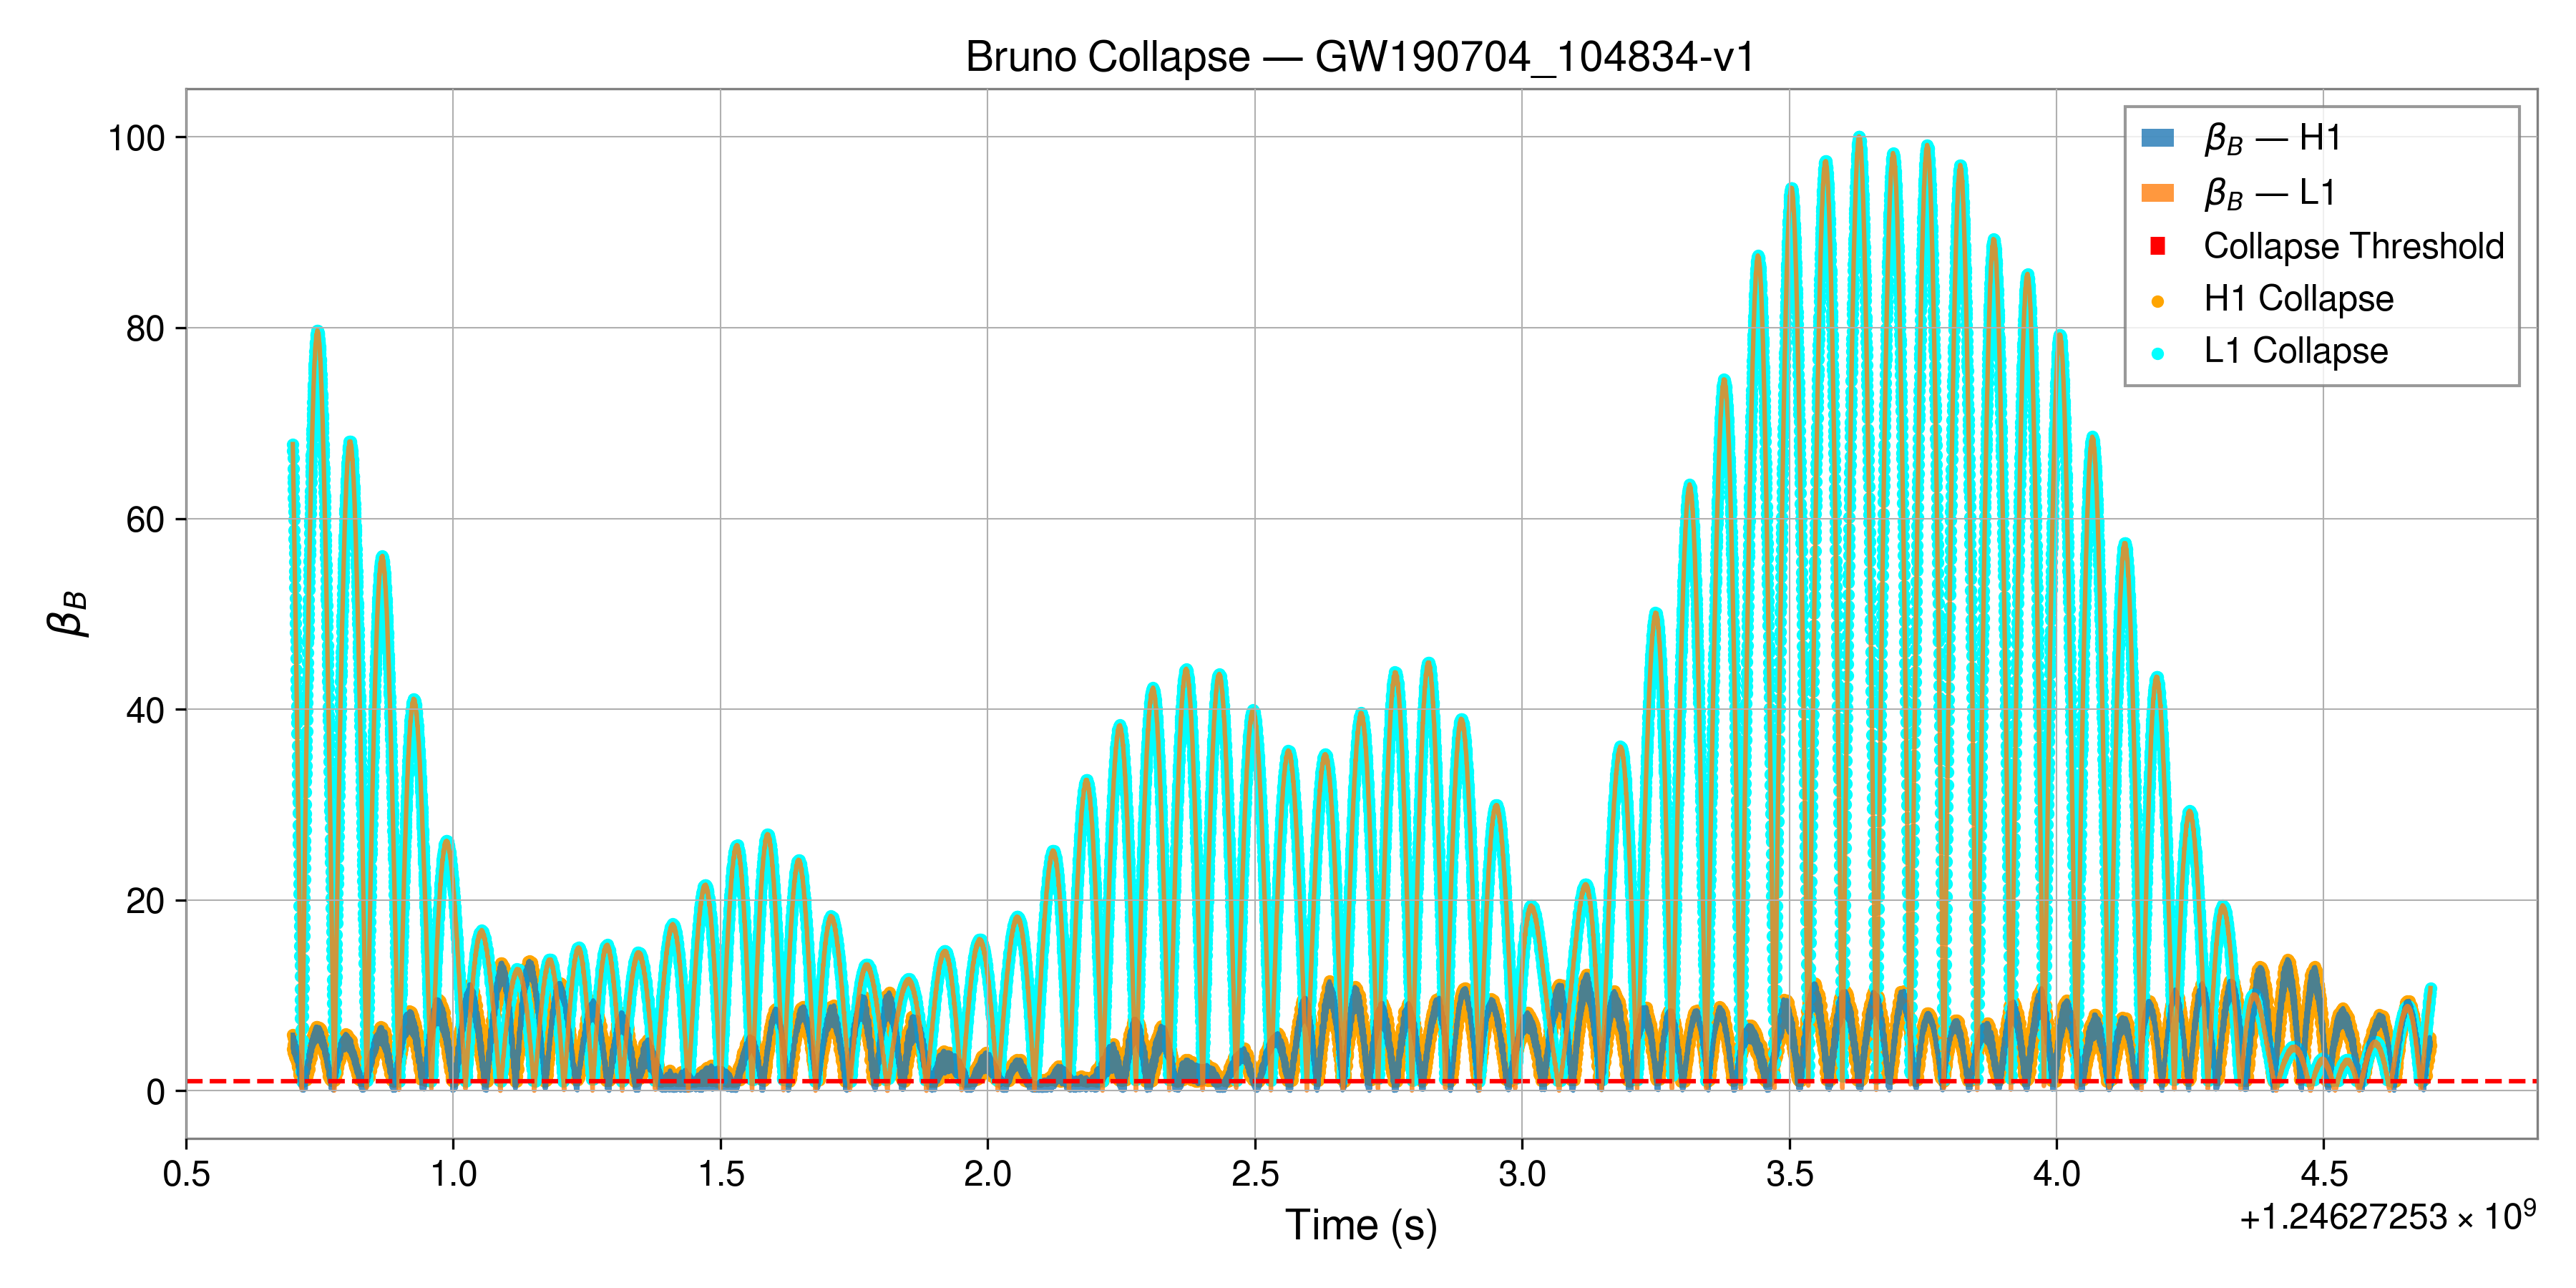 Bruno Collapse — GW190704_104834-v1
β_B — H1
β_B — L1
Collapse Threshold
H1 Collapse
L1 Collapse
β_B
100
80
60
40
20
0
0.5 1.0 1.5 2.0 2.5 3.0 3.5 4.0 4.5
+1.24627253 × 10⁹
Time (s)